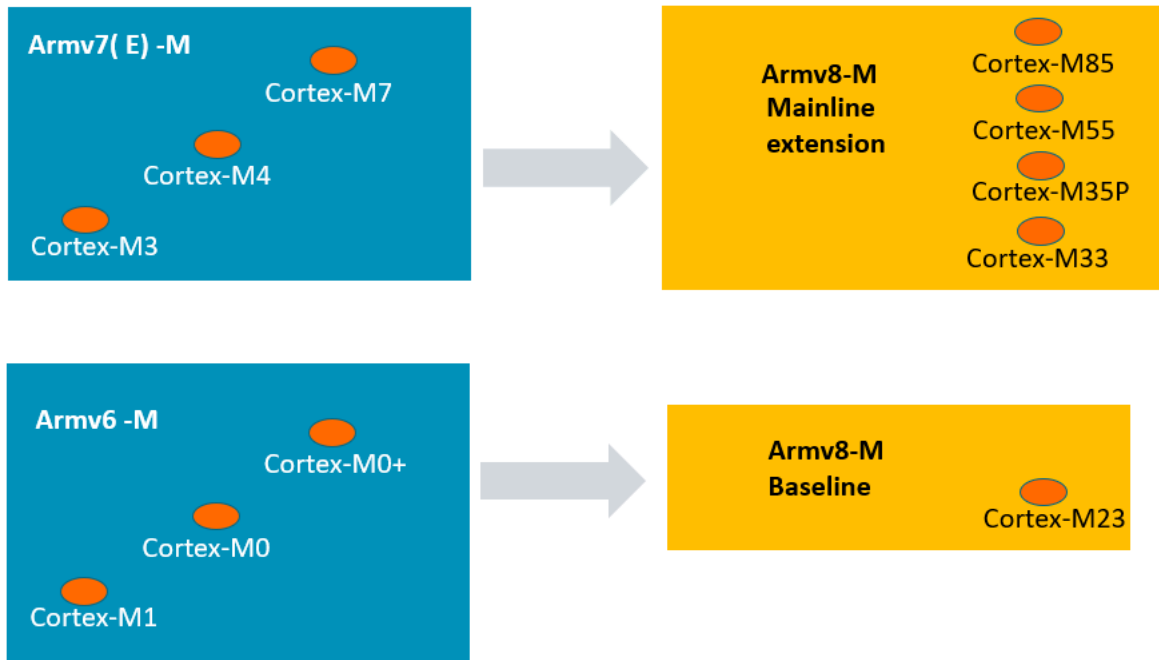 Armv7( E) -M
Cortex-M7
Cortex-M4
Cortex-M3
Armv8-M
Mainline
extension
Cortex-M85
Cortex-M55
Cortex-M35P
Cortex-M33
Armv6 -M
Cortex-M0+
Cortex-M0
Cortex-M1
Armv8-M
Baseline
Cortex-M23